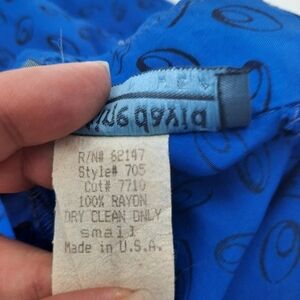 R/N# 62147
Style# 705
Cut# 7710
100% RAYON
DRY CLEAN ONLY
small
Made in U.S.A.